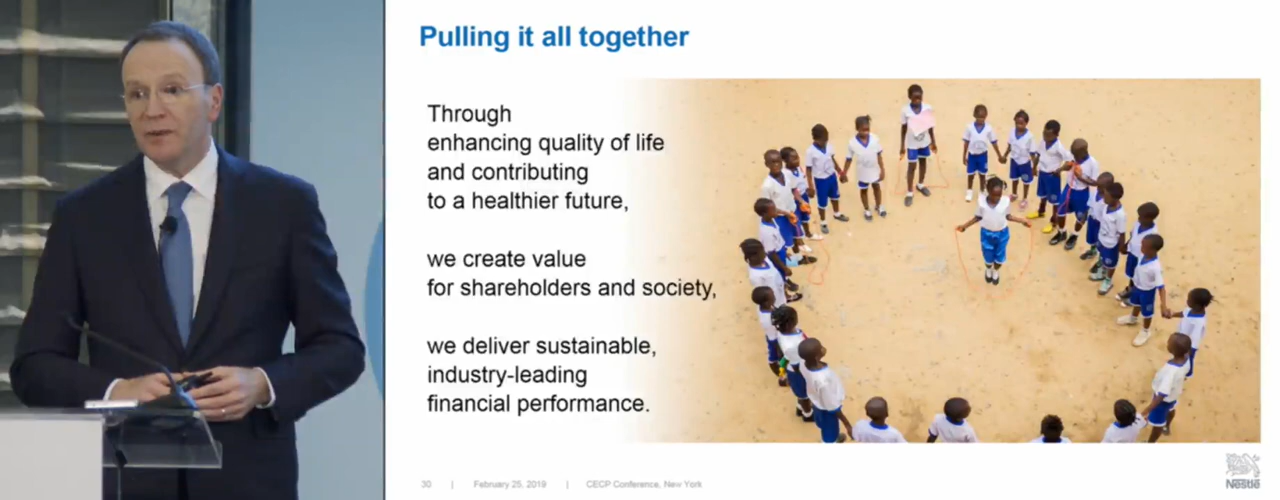 Pulling it all together
Through
enhancing quality of life
and contributing
to a healthier future,
we create value
for shareholders and society,
we deliver sustainable,
industry-leading
financial performance.
30 | February 25, 2019 | CECP Conference, New York
Nestlé